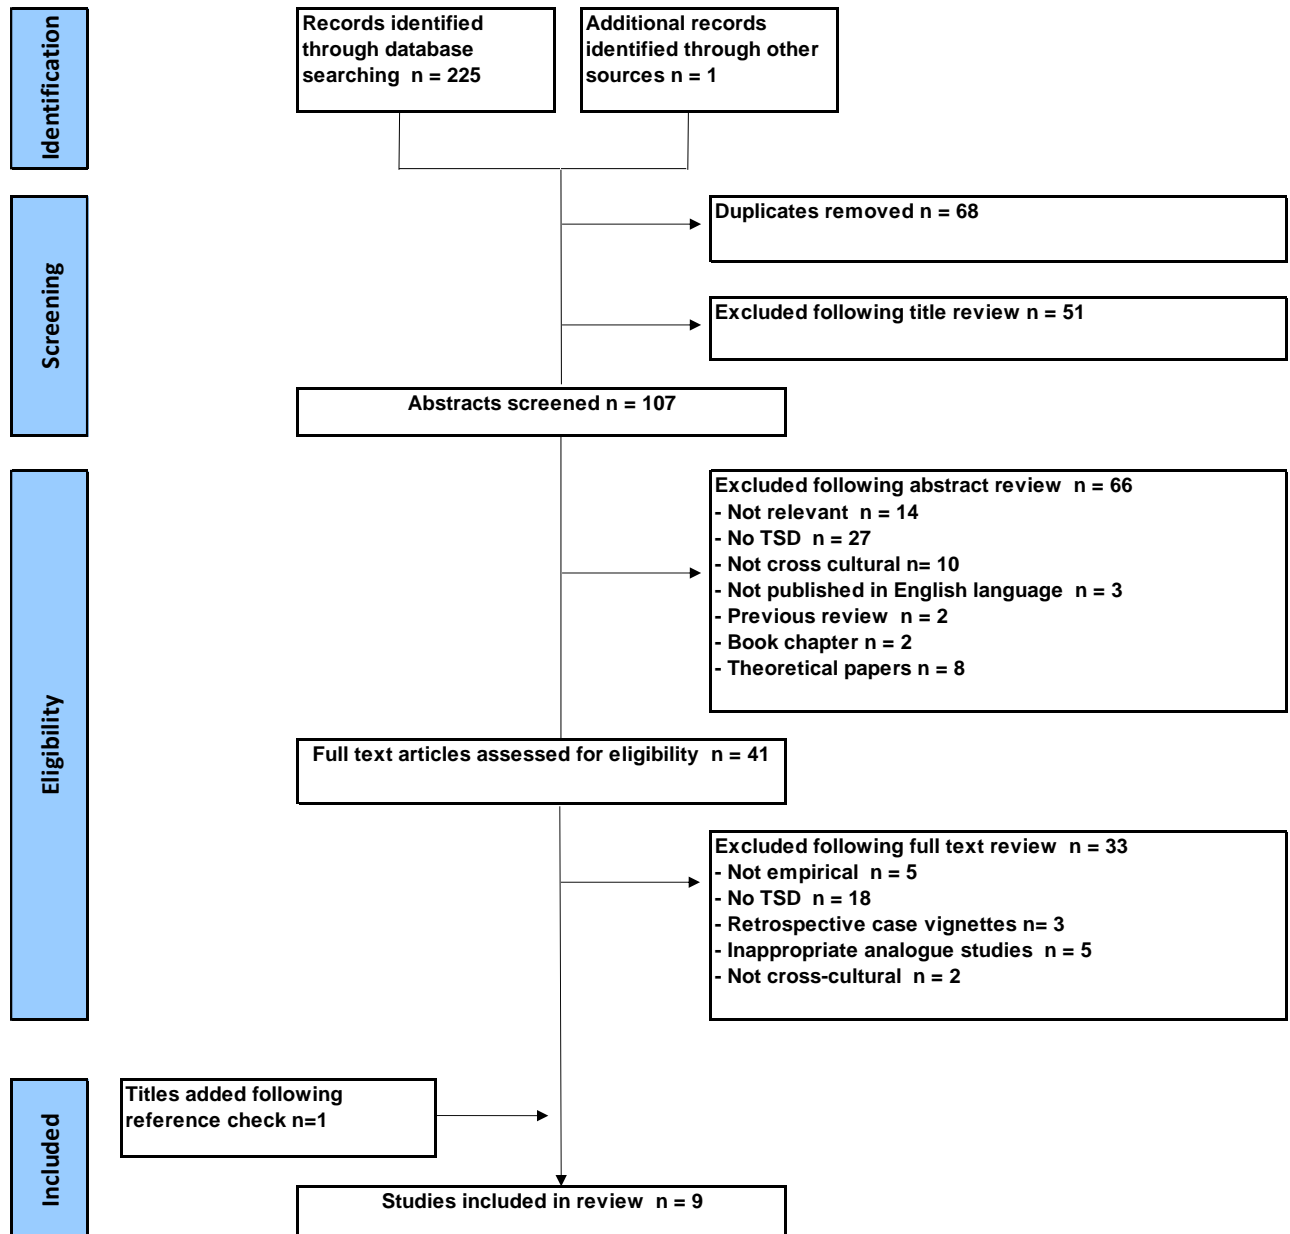 Identification
Records identified
through database
searching  n = 225
Additional records
identified through other
sources n = 1
Screening
Duplicates removed n = 68
Excluded following title review n = 51
Abstracts screened n = 107
Eligibility
Excluded following abstract review  n = 66
- Not relevant  n = 14
- No TSD  n = 27
- Not cross cultural n= 10
- Not published in English language  n = 3
- Previous review  n = 2
- Book chapter n = 2
- Theoretical papers n = 8
Full text articles assessed for eligibility  n = 41
Excluded following full text review  n = 33
- Not empirical  n = 5
- No TSD  n = 18
- Retrospective case vignettes n= 3
- Inappropriate analogue studies  n = 5
- Not cross-cultural  n = 2
Included
Titles added following
reference check n=1
Studies included in review  n = 9